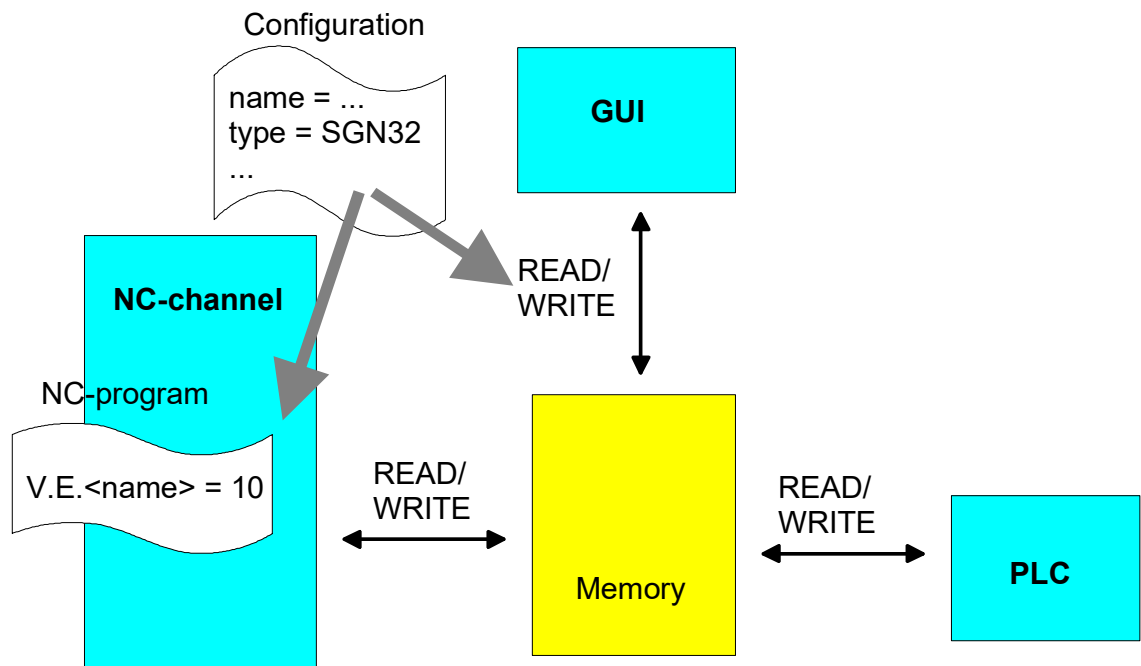 Configuration
name = ...
type = SGN32
...
GUI
READ/
WRITE
NC-channel
NC-program
V.E.<name> = 10
READ/
WRITE
Memory
READ/
WRITE
PLC